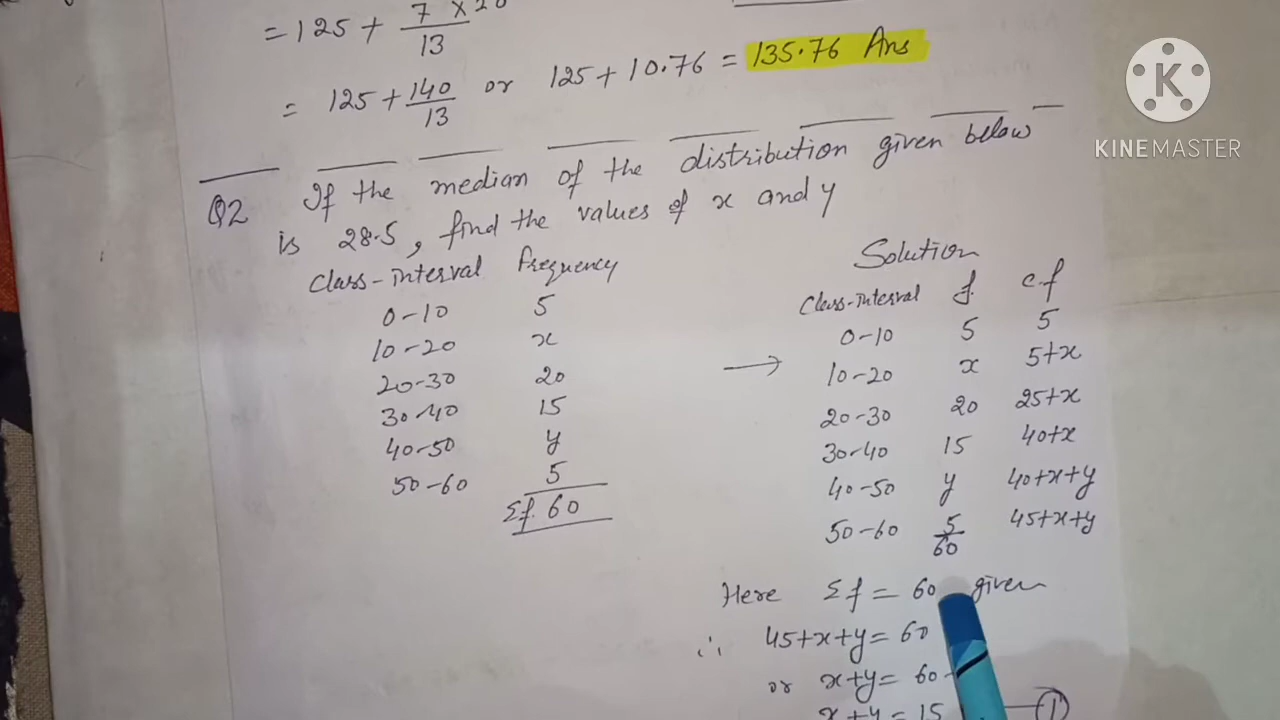 = 125 + 7 × 20 / 13
= 125 + 140/13 or 125 + 10.76 = 135.76 Ans
K
KINEMASTER
Q2 If the median of the distribution given below
is 28.5, find the values of x and y
Class-interval Frequency
0-10 5
10-20 x
20-30 20
30-40 15
40-50 y
50-60 5
Σf 60
Solution
Class-interval f c.f
0-10 5 5
→ 10-20 x 5+x
20-30 20 25+x
30-40 15 40+x
40-50 y 40+x+y
50-60 5 45+x+y
60
Here Σf = 60 given
∴ 45+x+y = 60
or x+y = 60-
x+y = 15 — 1